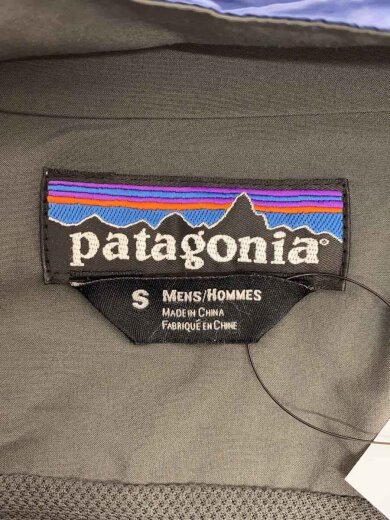 patagonia®
S MENS/HOMMES
MADE IN CHINA
FABRIQUÉ EN CHINE